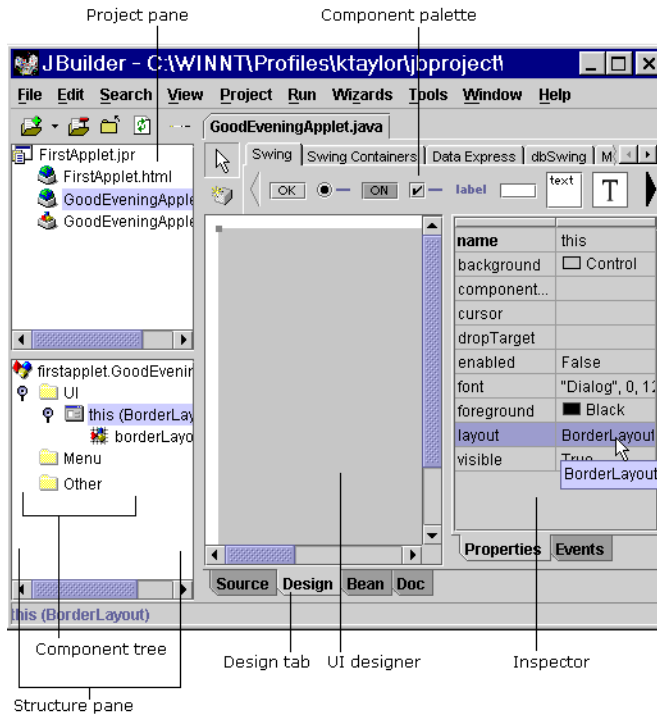 Project pane
Component palette
JBuilder - C:\WINNT\Profiles\ktaylor\jbproject\
File Edit Search View Project Run Wizards Tools Window Help
GoodEveningApplet.java
FirstApplet.jpr
FirstApplet.html
GoodEveningApple
GoodEveningApple
Swing Swing Containers Data Express dbSwing M
OK ON label text T
name this
background Control
component...
cursor
dropTarget
enabled False
font "Dialog", 0, 12
foreground Black
layout BorderLayout
visible True
BorderLayout
firstapplet.GoodEvenin
UI
this (BorderLay
borderLayo
Menu
Other
Properties Events
Source Design Bean Doc
this (BorderLayout)
Component tree
Design tab
UI designer
Inspector
Structure pane